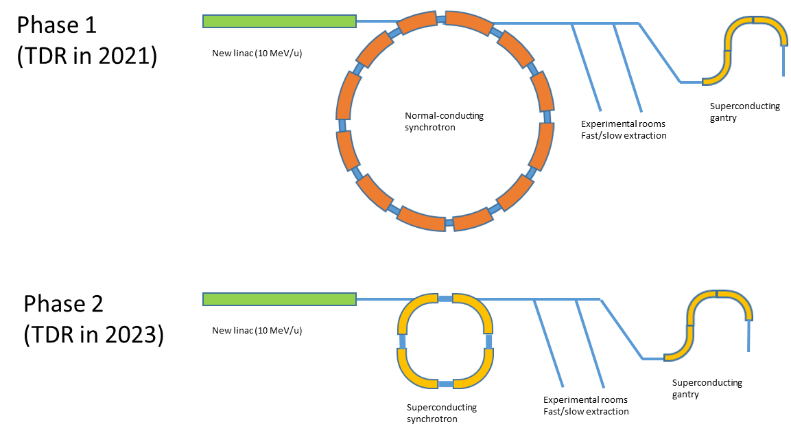 Phase 1
(TDR in 2021)
New linac (10 MeV/u)
Normal-conducting
synchrotron
Experimental rooms
Fast/slow extraction
Superconducting
gantry
Phase 2
(TDR in 2023)
New linac (10 MeV/u)
Superconducting
synchrotron
Experimental rooms
Fast/slow extraction
Superconducting
gantry